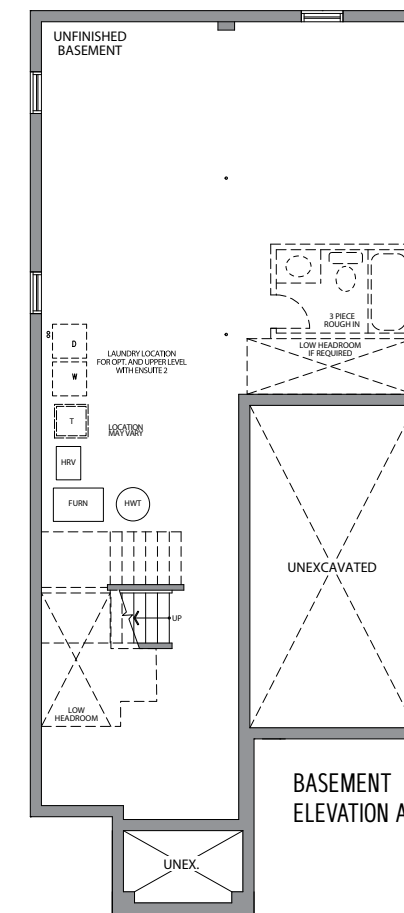 UNFINISHED
BASEMENT
3 PIECE
ROUGH IN
D
LAUNDRY LOCATION
FOR OPT. AND UPPER LEVEL
WITH ENSUITE 2
LOW HEADROOM
IF REQUIRED
W
T
LOCATION
MAY VARY
HRV
FURN
HWT
UNEXCAVATED
UP
LOW
HEADROOM
BASEMENT
ELEVATION A
UNEX.